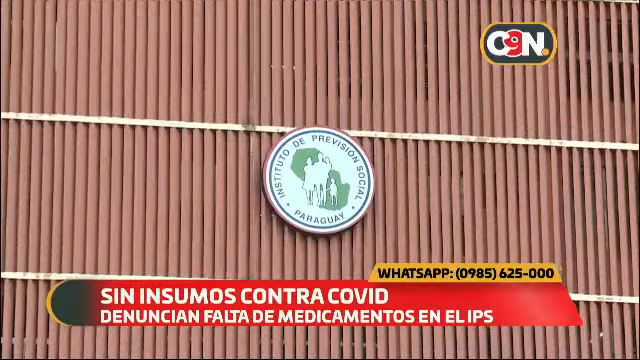 C9N.
INSTITUTO DE PREVISIÓN SOCIAL
• PARAGUAY •
WHATSAPP: (0985) 625-000
SIN INSUMOS CONTRA COVID
DENUNCIAN FALTA DE MEDICAMENTOS EN EL IPS